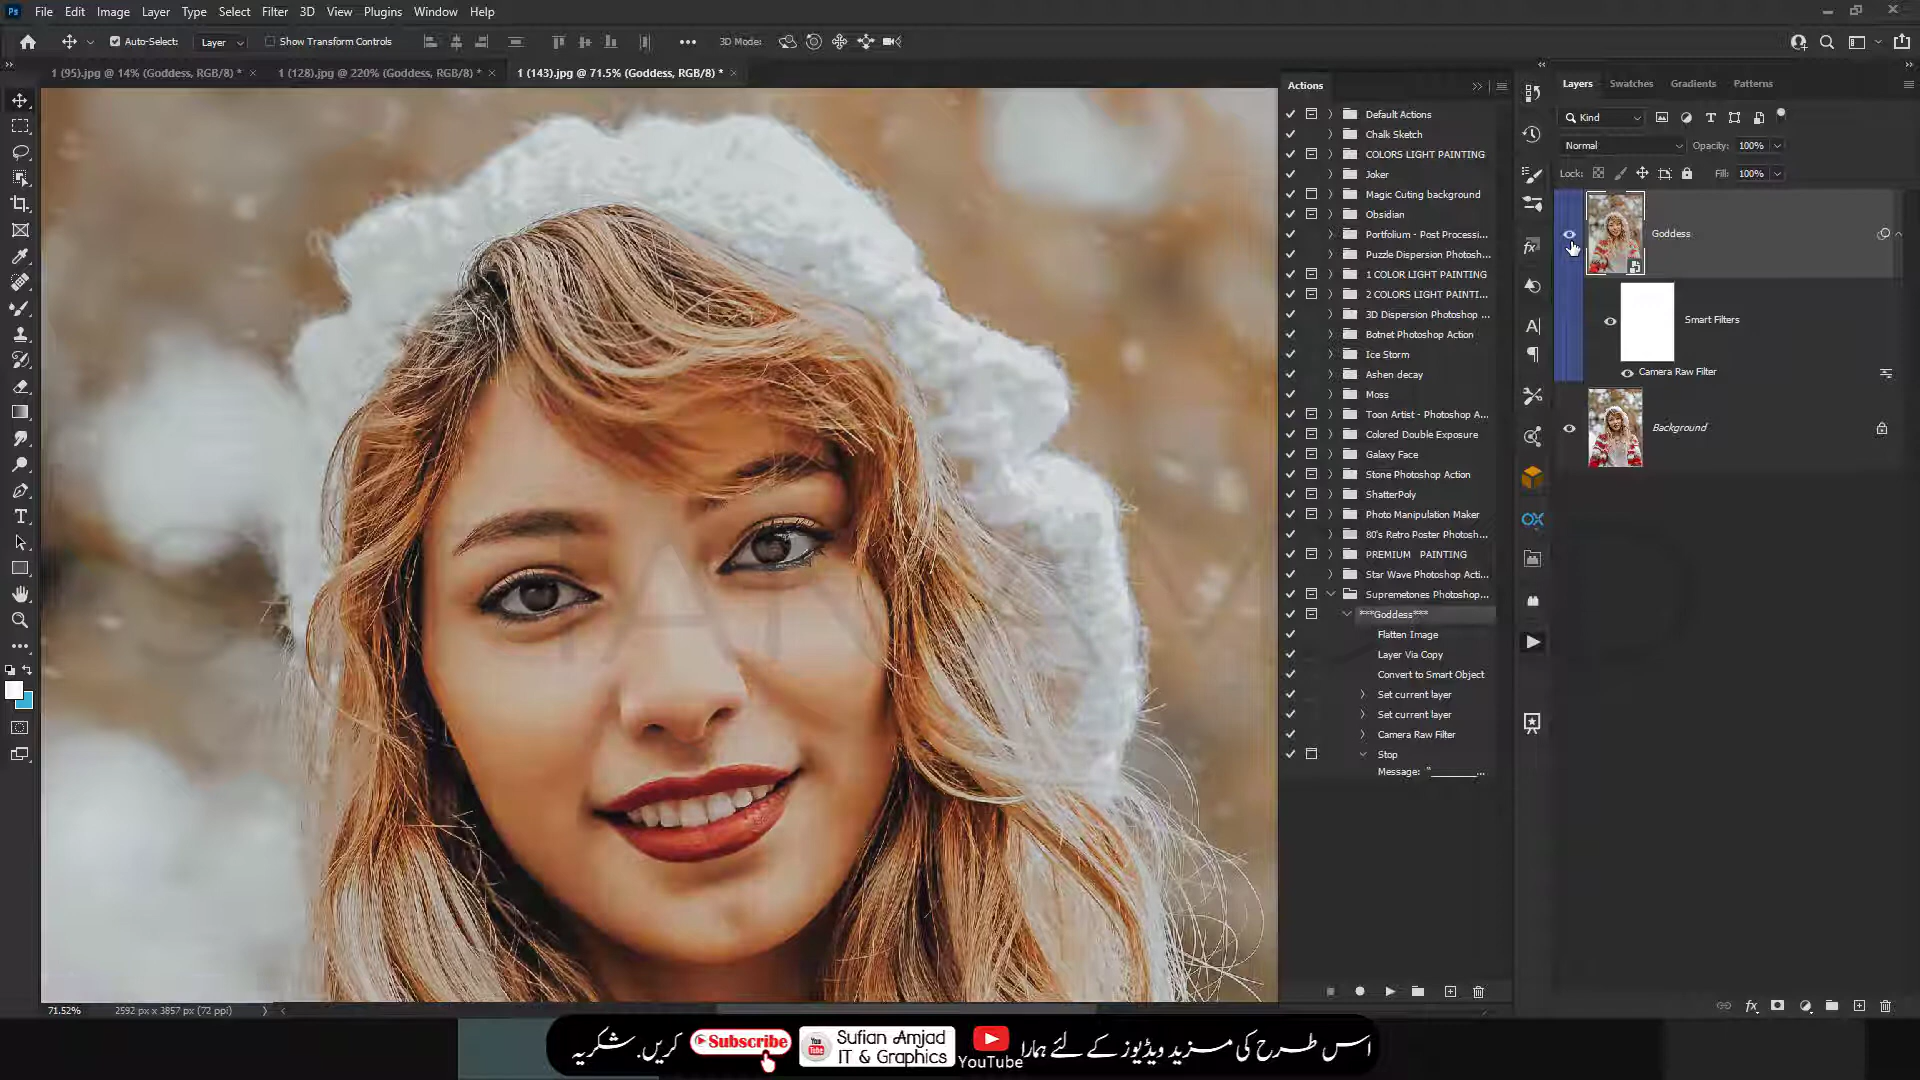 File Edit Image Layer Type Select Filter 3D View Plugins Window Help
Auto-Select: Layer Show Transform Controls 3D Mode:
1 (95).jpg @ 14% (Goddess, RGB/8) * 1 (128).jpg @ 220% (Goddess, RGB/8) * 1 (143).jpg @ 71.5% (Goddess, RGB/8) *
Actions
Default Actions
Chalk Sketch
COLORS LIGHT PAINTING
Joker
Magic Cuting background
Obsidian
Portfolium - Post Processi...
Puzzle Dispersion Photosh...
1 COLOR LIGHT PAINTING
2 COLORS LIGHT PAINTI...
3D Dispersion Photoshop ...
Botnet Photoshop Action
Ice Storm
Ashen decay
Moss
Toon Artist - Photoshop A...
Colored Double Exposure
Galaxy Face
Stone Photoshop Action
ShatterPoly
Photo Manipulation Maker
80's Retro Poster Photosh...
PREMIUM PAINTING
Star Wave Photoshop Acti...
Supremetones Photoshop...
***Goddess***
Flatten Image
Layer Via Copy
Convert to Smart Object
Set current layer
Set current layer
Camera Raw Filter
Stop
Message: "________...
Layers Swatches Gradients Patterns
Kind
Normal Opacity: 100%
Lock: Fill: 100%
Goddess
Smart Filters
Camera Raw Filter
Background
71.52% 2592 px x 3857 px (72 ppi)
اس طرح کی مزید ویڈیوز کے لئے ہمارا YouTube Sufian Amjad IT & Graphics Subscribe کریں. شکریہ